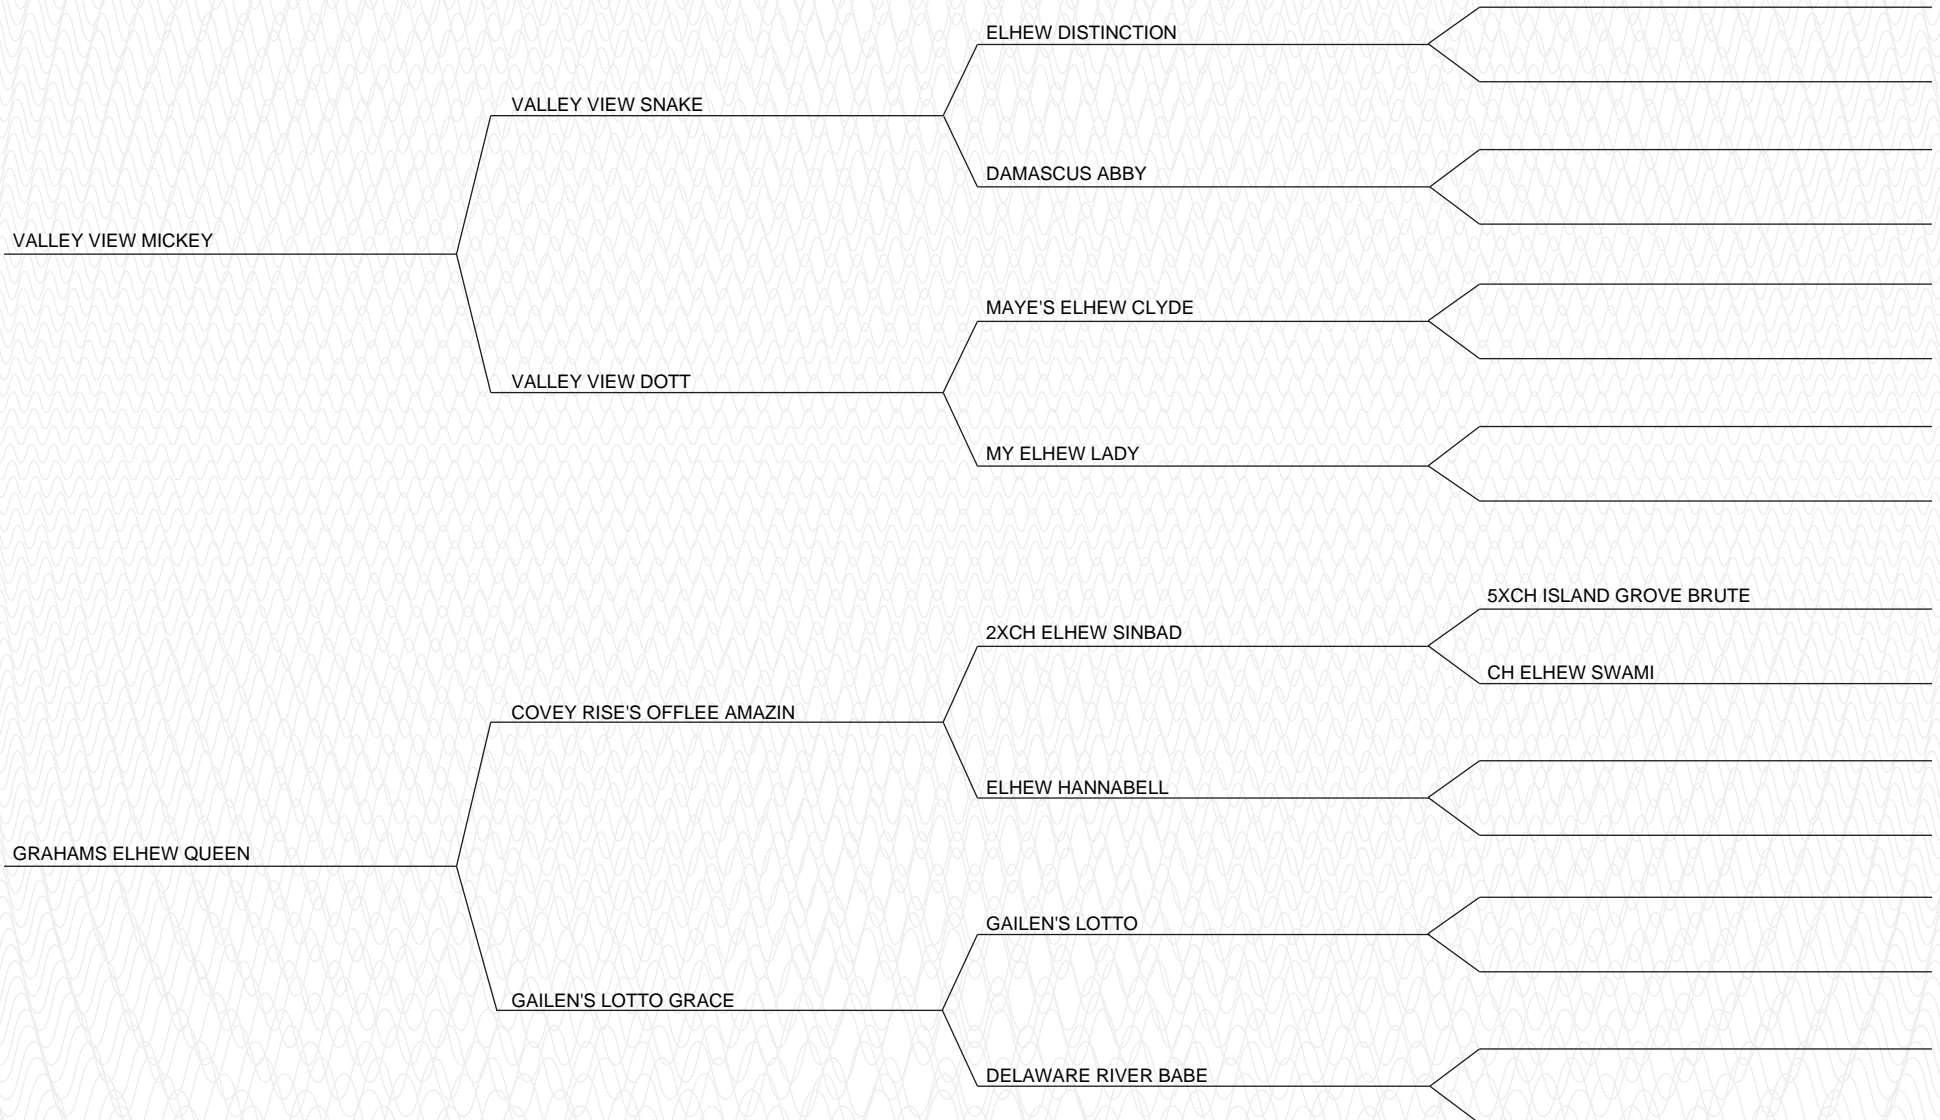 ELHEW DISTINCTION
VALLEY VIEW SNAKE
DAMASCUS ABBY
VALLEY VIEW MICKEY
MAYE'S ELHEW CLYDE
VALLEY VIEW DOTT
MY ELHEW LADY
5XCH ISLAND GROVE BRUTE
2XCH ELHEW SINBAD
CH ELHEW SWAMI
COVEY RISE'S OFFLEE AMAZIN
ELHEW HANNABELL
GRAHAMS ELHEW QUEEN
GAILEN'S LOTTO
GAILEN'S LOTTO GRACE
DELAWARE RIVER BABE